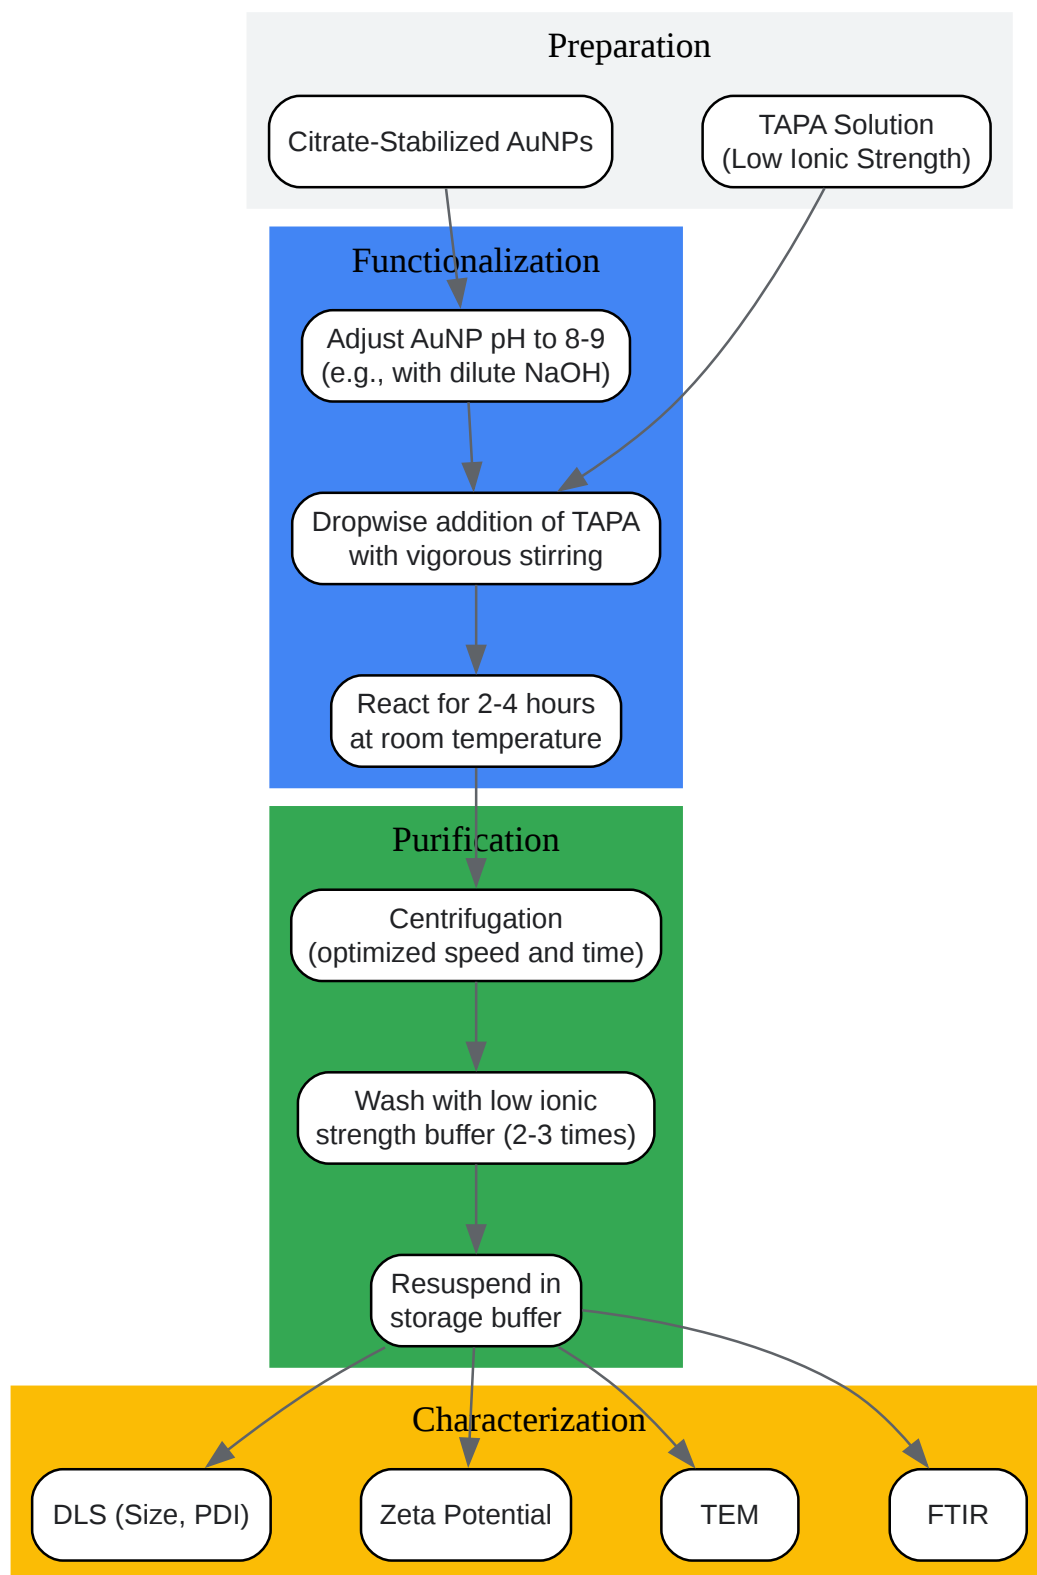 Preparation
Citrate-Stabilized AuNPs
TAPA Solution
(Low Ionic Strength)
Functionalization
Adjust AuNP pH to 8-9
(e.g., with dilute NaOH)
Dropwise addition of TAPA
with vigorous stirring
React for 2-4 hours
at room temperature
Purification
Centrifugation
(optimized speed and time)
Wash with low ionic
strength buffer (2-3 times)
Resuspend in
storage buffer
Characterization
DLS (Size, PDI)
Zeta Potential
TEM
FTIR